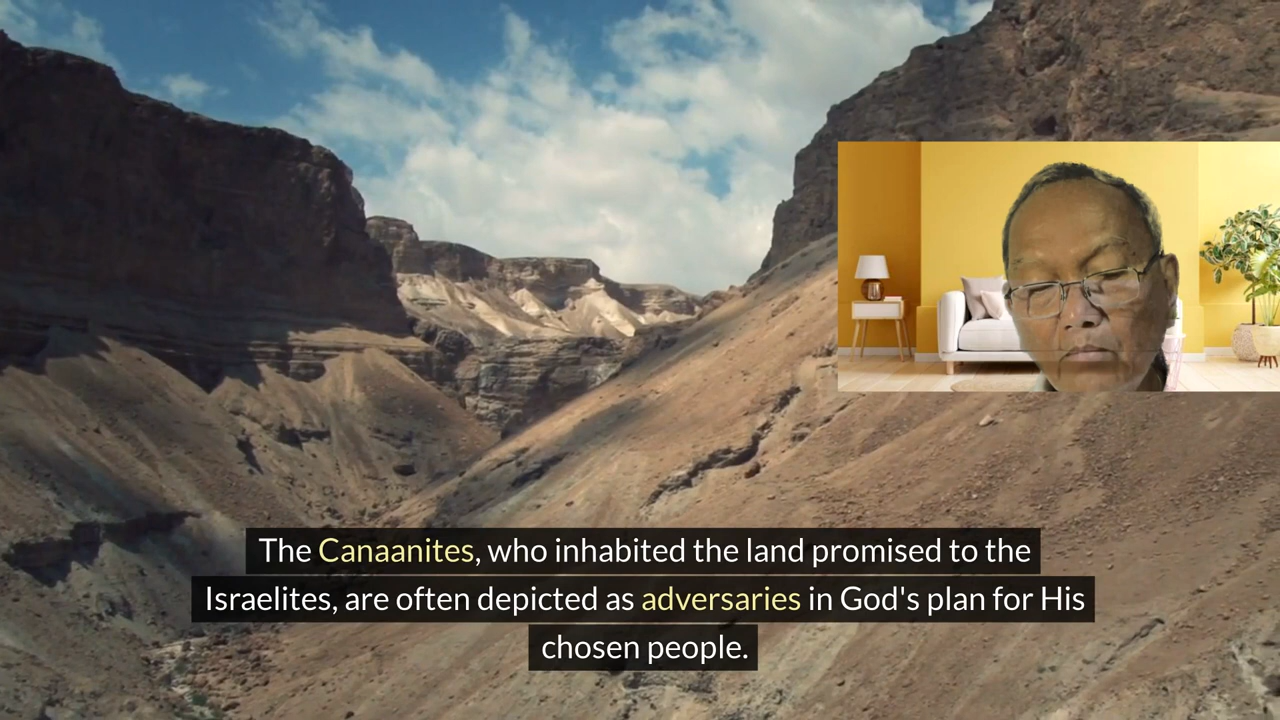 The Canaanites, who inhabited the land promised to the
Israelites, are often depicted as adversaries in God's plan for His
chosen people.